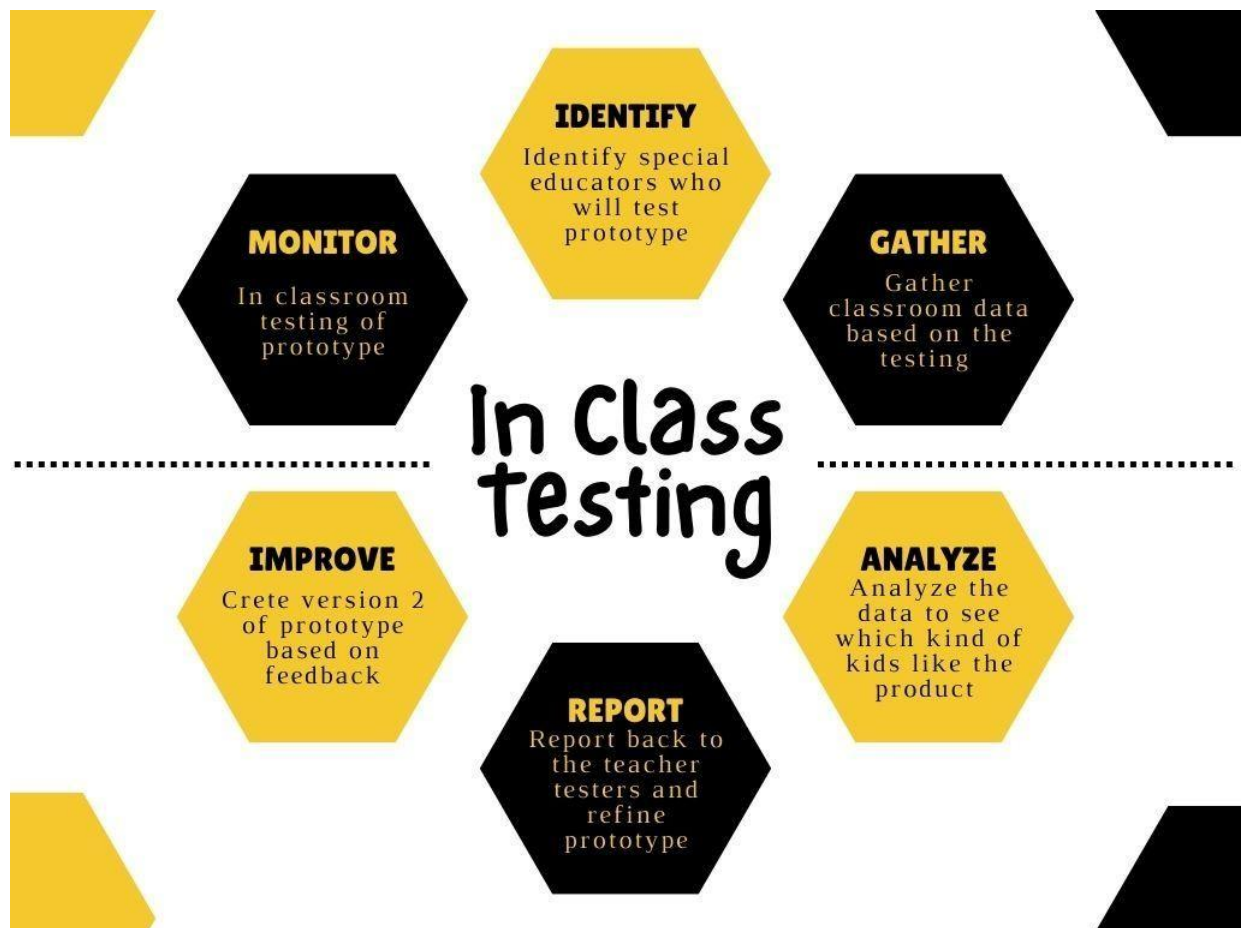 IDENTIFY
Identify special
educators who
will test
prototype
MONITOR
In classroom
testing of
prototype
GATHER
Gather
classroom data
based on the
testing
In Class
Testing
IMPROVE
Crete version 2
of prototype
based on
feedback
ANALYZE
Analyze the
data to see
which kind of
kids like the
product
REPORT
Report back to
the teacher
testers and
refine
prototype